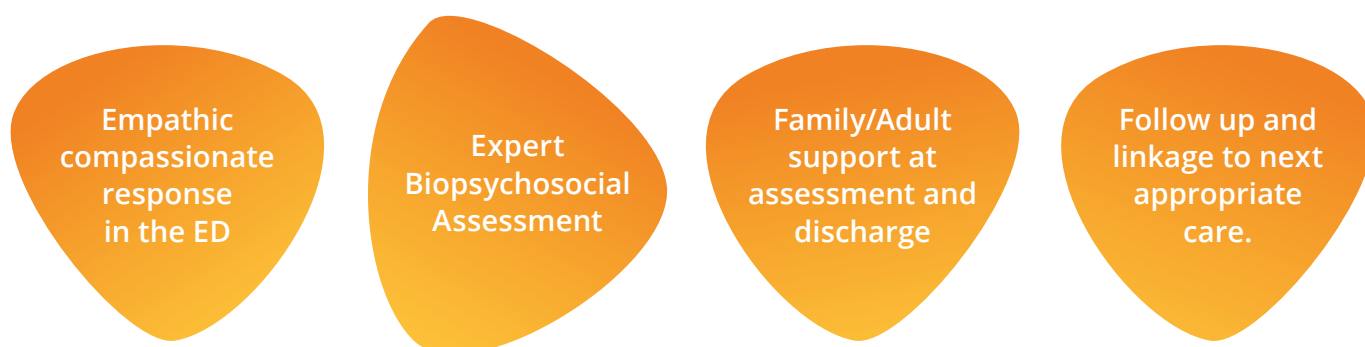 Empathic
compassionate
response
in the ED
Expert
Biopsychosocial
Assessment
Family/Adult
support at
assessment and
discharge
Follow up and
linkage to next
appropriate
care.